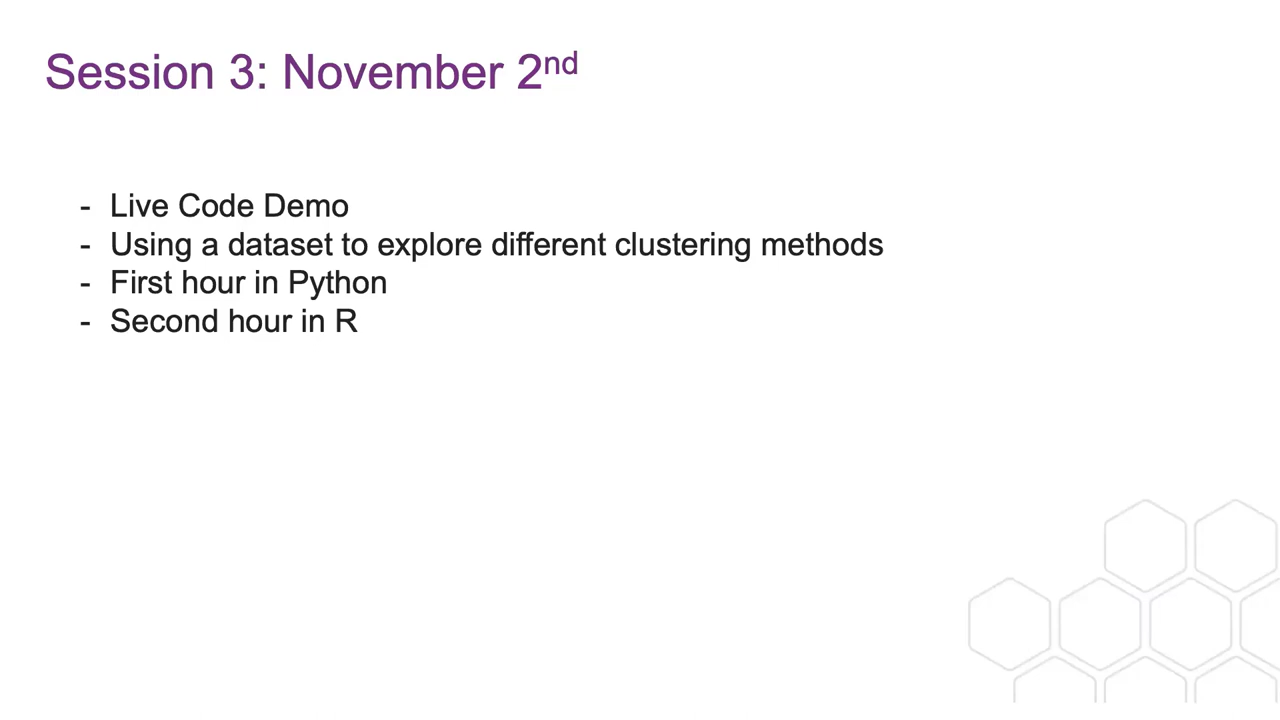 Session 3: November 2nd
- Live Code Demo
- Using a dataset to explore different clustering methods
- First hour in Python
- Second hour in R